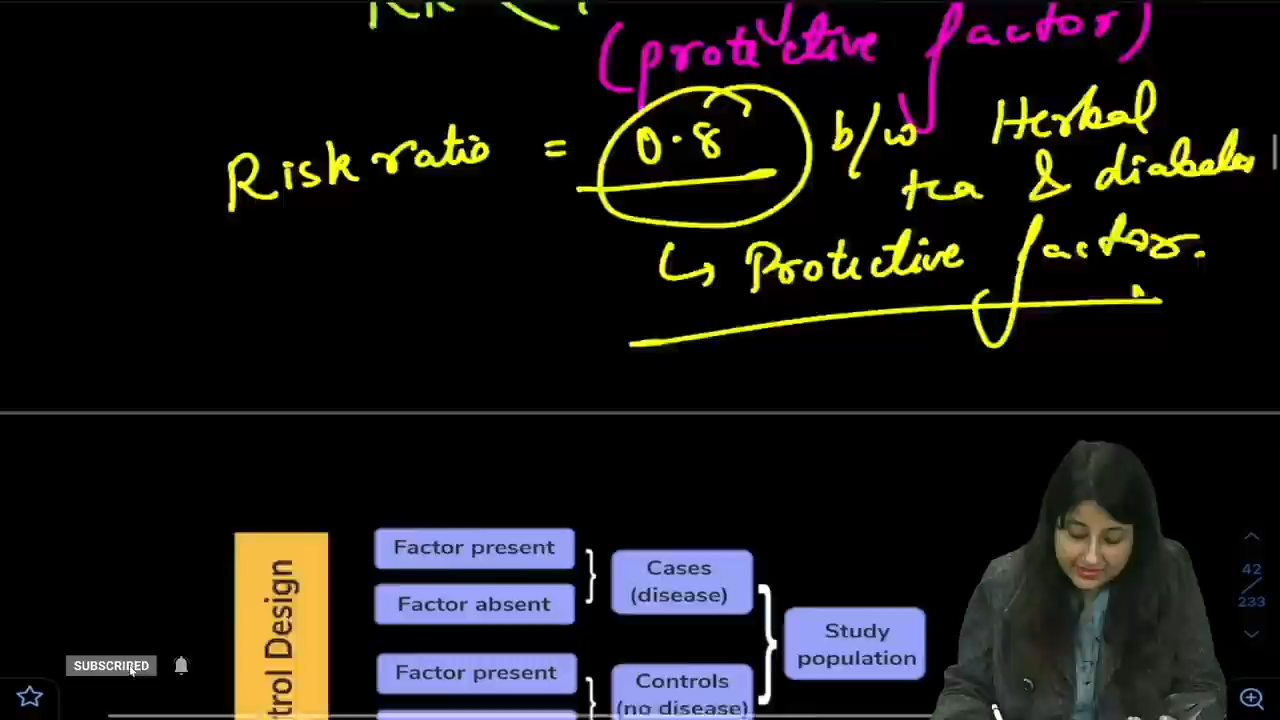 (protective factor)
Risk ratio = 0.8 b/w Herbal
tea & diabetes
↳ Protective factor.
Factor present
Factor absent
Cases
(disease)
Factor present
Controls
(no disease)
Study
population
trol Design
SUBSCRIBED
42
233